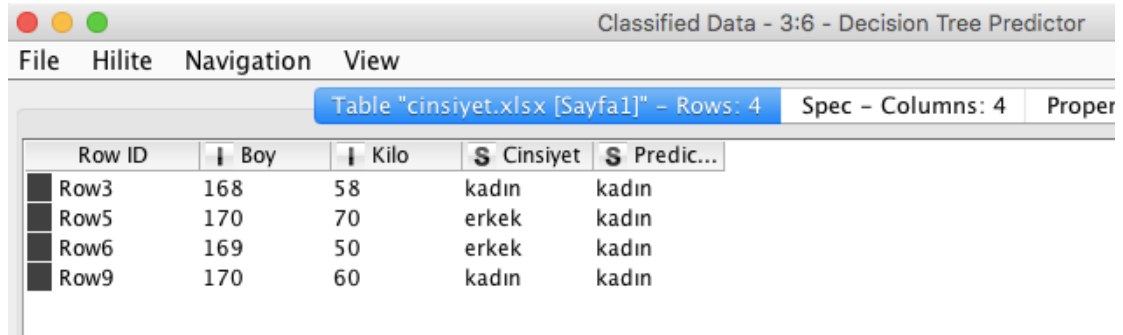 Classified Data - 3:6 - Decision Tree Predictor
File Hilite Navigation View
Table "cinsiyet.xlsx [Sayfa1]" – Rows: 4 Spec – Columns: 4 Proper
Row ID I Boy I Kilo S Cinsiyet S Predic...
Row3 168 58 kadın kadın
Row5 170 70 erkek kadın
Row6 169 50 erkek kadın
Row9 170 60 kadın kadın